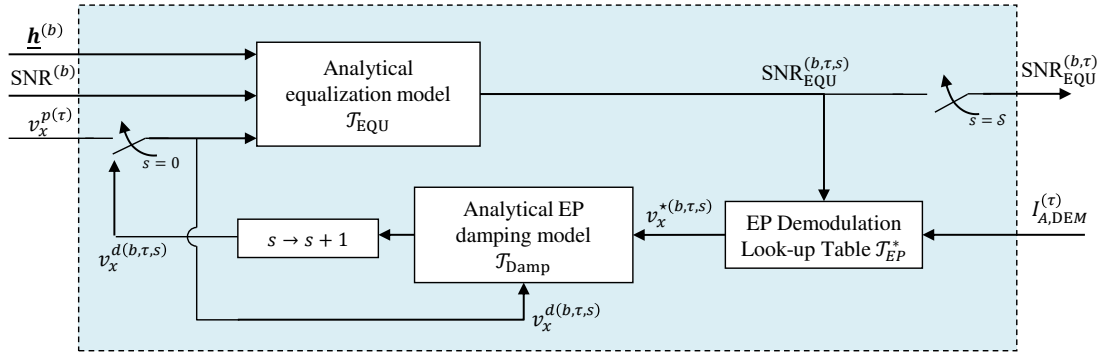 h^(b)
SNR^(b)
v_x^p(τ)
s = 0
Analytical
equalization model
𝒯_EQU
SNR_EQU^(b,τ,s)
s = 𝒮
SNR_EQU^(b,τ)
v_x^d(b,τ,s)
s → s + 1
Analytical EP
damping model
𝒯_Damp
v_x^⋆(b,τ,s)
EP Demodulation
Look-up Table 𝒯_EP^*
I_A,DEM^(τ)
v_x^d(b,τ,s)